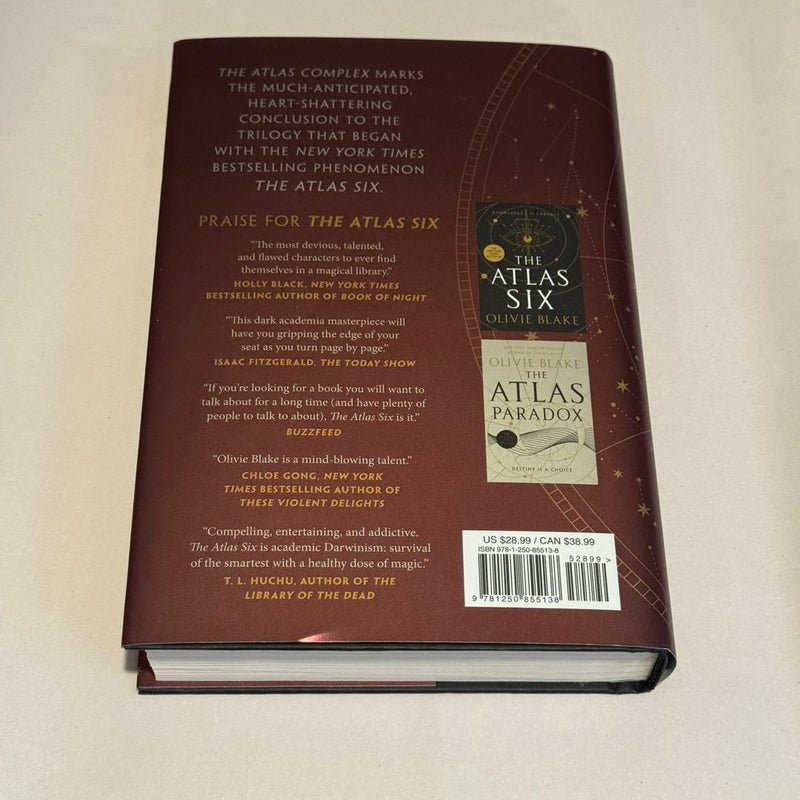 THE ATLAS COMPLEX MARKS
THE MUCH-ANTICIPATED,
HEART-SHATTERING
CONCLUSION TO THE
TRILOGY THAT BEGAN
WITH THE NEW YORK TIMES
BESTSELLING PHENOMENON
THE ATLAS SIX.
PRAISE FOR THE ATLAS SIX
“The most devious, talented,
and flawed characters to ever find
themselves in a magical library.”
HOLLY BLACK, NEW YORK TIMES
BESTSELLING AUTHOR OF BOOK OF NIGHT
“This dark academia masterpiece will
have you gripping the edge of your
seat as you turn page by page.”
ISAAC FITZGERALD, THE TODAY SHOW
“If you’re looking for a book you will want to
talk about for a long time (and have plenty of
people to talk to about), The Atlas Six is it.”
BUZZFEED
“Olivie Blake is a mind-blowing talent.”
CHLOE GONG, NEW YORK
TIMES BESTSELLING AUTHOR OF
THESE VIOLENT DELIGHTS
“Compelling, entertaining, and addictive.
The Atlas Six is academic Darwinism: survival
of the smartest with a healthy dose of magic.”
T. L. HUCHU, AUTHOR OF THE
LIBRARY OF THE DEAD
KNOWLEDGE IS CARNAGE
THE
ATLAS
SIX
OLIVIE BLAKE
OLIVIE BLAKE
THE
ATLAS
PARADOX
DESTINY IS A CHOICE
US $28.99 / CAN $38.99
ISBN 978-1-250-85513-8
52899>
9 781250 855138